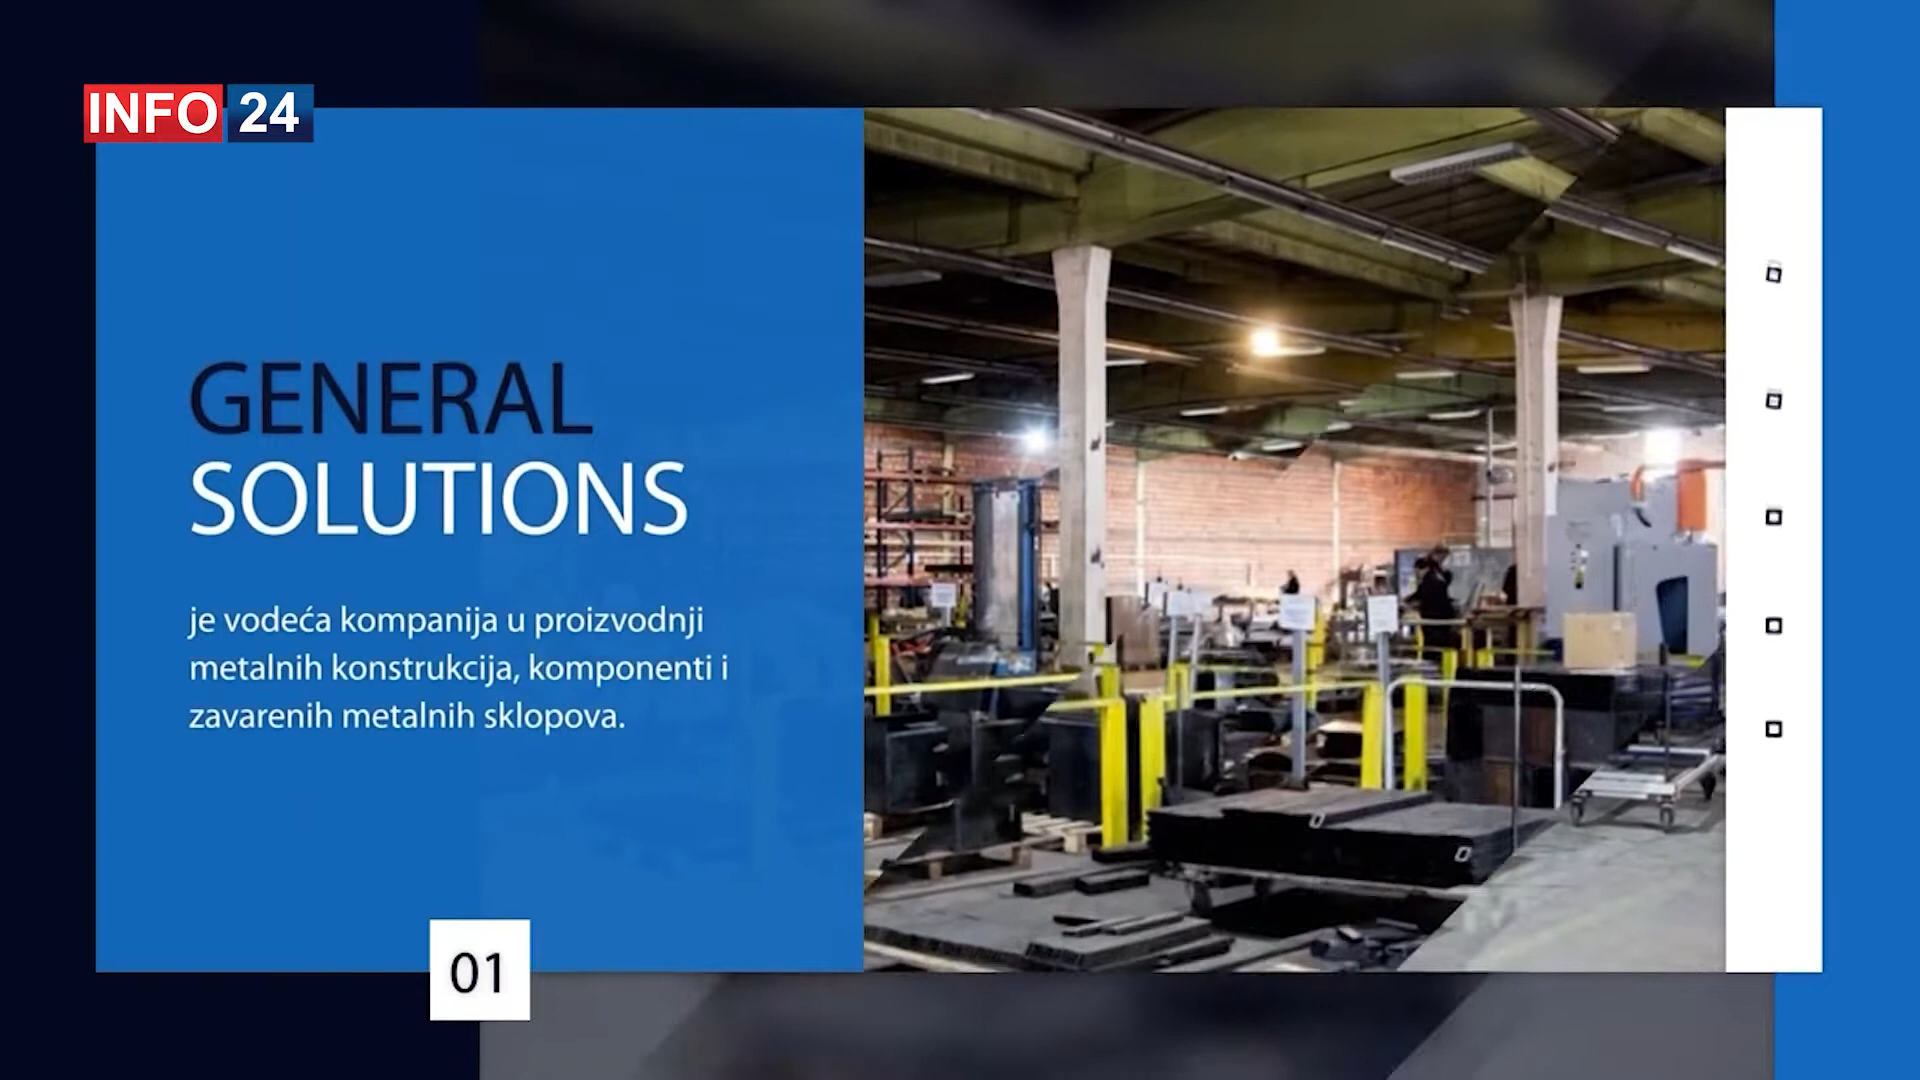 INFO 24
GENERAL
SOLUTIONS
je vodeća kompanija u proizvodnji
metalnih konstrukcija, komponenti i
zavarenih metalnih sklopova.
01